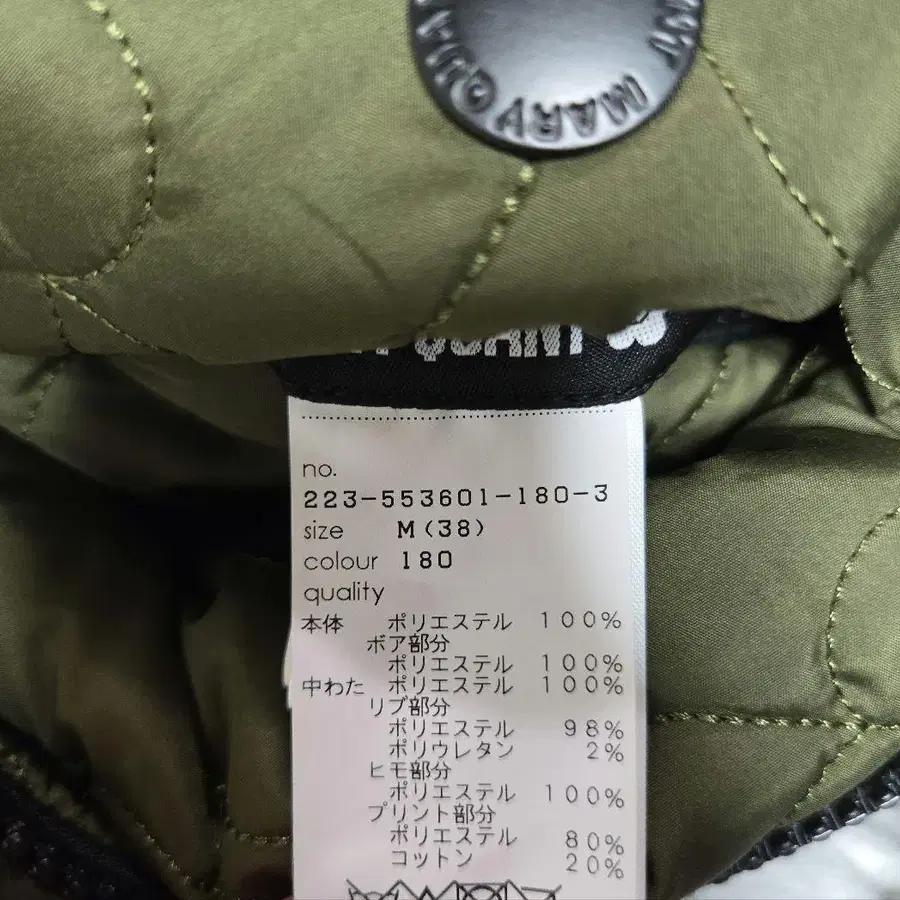 MARY QUANT
QUANT
no.
223-553601-180-3
size M(38)
colour 180
quality
本体 ポリエステル 100%
ボア部分
ポリエステル 100%
中わた ポリエステル 100%
リブ部分
ポリエステル 98%
ポリウレタン 2%
ヒモ部分
ポリエステル 100%
プリント部分
ポリエステル 80%
コットン 20%